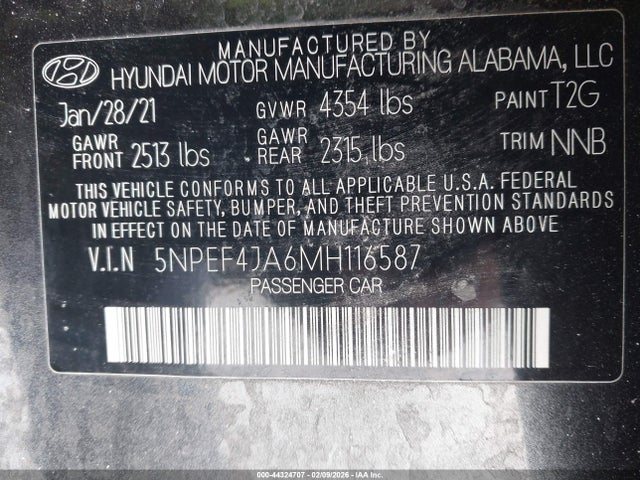 MANUFACTURED BY
HYUNDAI MOTOR MANUFACTURING ALABAMA, LLC
Jan/28/21 GVWR 4354 lbs PAINT T2G
GAWR FRONT 2513 lbs GAWR REAR 2315 lbs TRIM NNB
THIS VEHICLE CONFORMS TO ALL APPLICABLE U.S.A. FEDERAL
MOTOR VEHICLE SAFETY, BUMPER, AND THEFT PREVENTION STANDARDS
IN EFFECT ON THE DATE OF MANUFACTURE SHOWN ABOVE
V.I.N 5NPEF4JA6MH116587
PASSENGER CAR
000-44324707 - 02/09/2026 - IAA Inc.